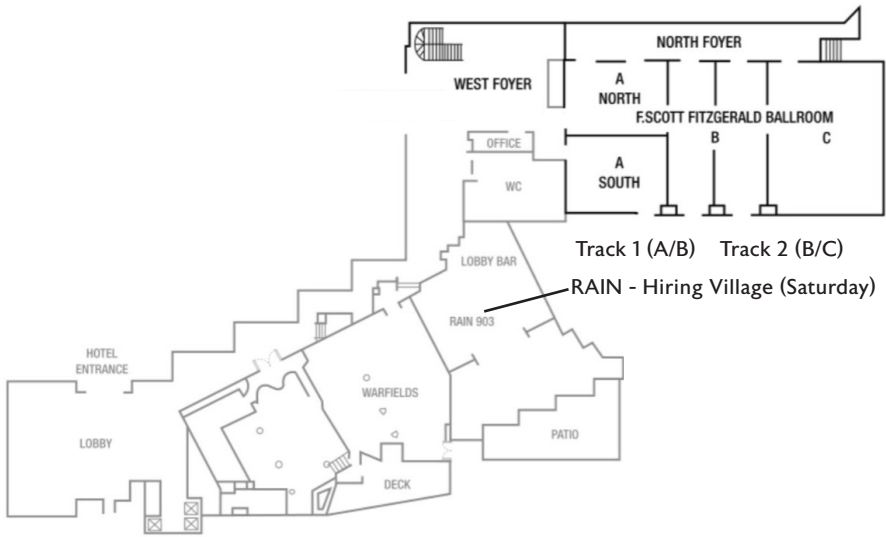 NORTH FOYER
WEST FOYER
A
NORTH
F.SCOTT FITZGERALD BALLROOM
B
C
OFFICE
A
SOUTH
WC
Track 1 (A/B)
Track 2 (B/C)
LOBBY BAR
RAIN - Hiring Village (Saturday)
RAIN 903
HOTEL
ENTRANCE
WARFIELDS
LOBBY
PATIO
DECK